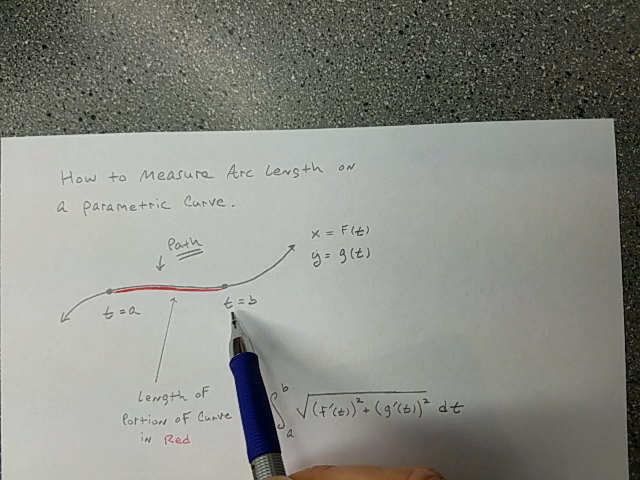 How to Measure Arc Length on
a parametric Curve.
Path
x = F(t)
y = g(t)
t = a
t = b
Length of
Portion of Curve
in Red
∫ₐᵇ √(f'(t))² + (g'(t))² dt